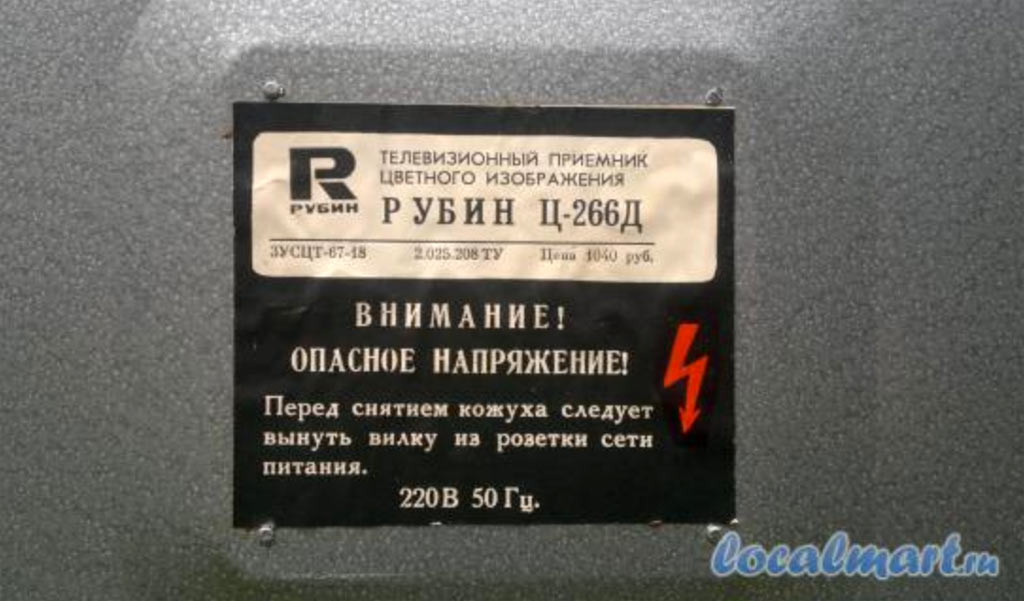 ТЕЛЕВИЗИОННЫЙ ПРИЕМНИК
ЦВЕТНОГО ИЗОБРАЖЕНИЯ
R
РУБИН
РУБИН Ц-266Д
3УСЦТ-67-18 2.025.208 ТУ Цена 1040 руб.
ВНИМАНИЕ!
ОПАСНОЕ НАПРЯЖЕНИЕ!
Перед снятием кожуха следует
вынуть вилку из розетки сети
питания.
220В 50 Гц.
localmart.ru